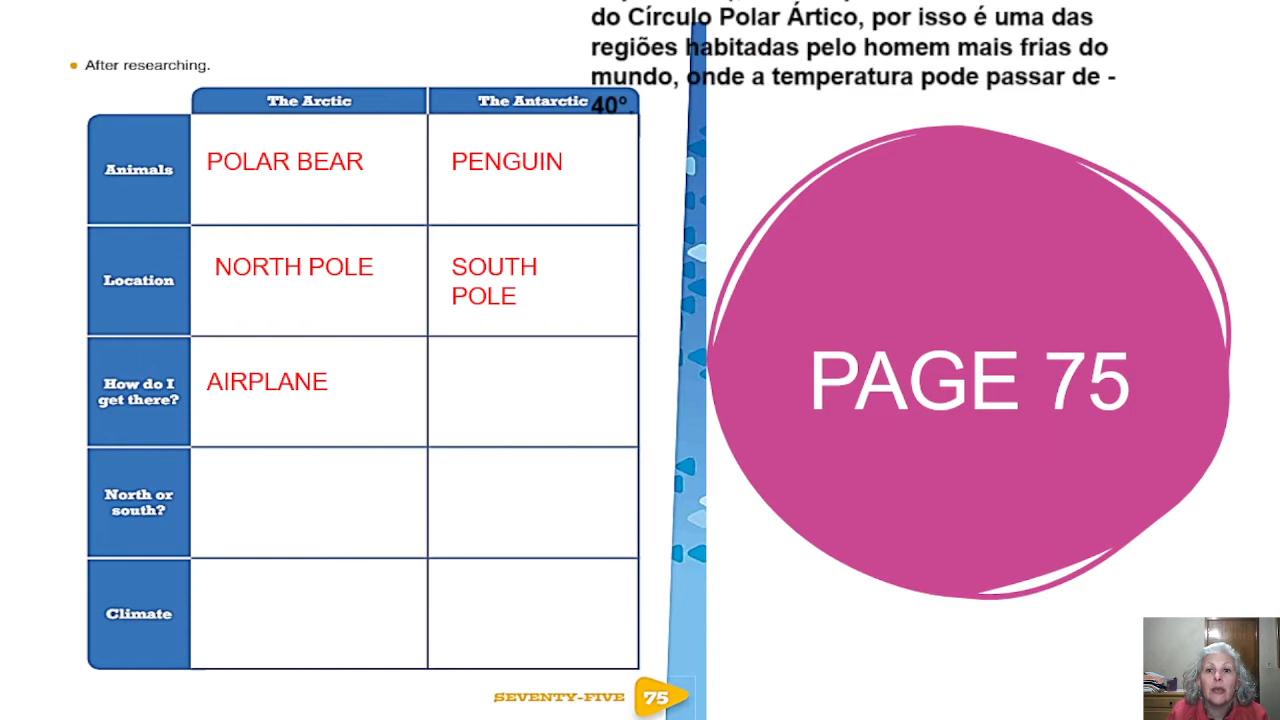 do Círculo Polar Ártico, por isso é uma das
regiões habitadas pelo homem mais frias do
mundo, onde a temperatura pode passar de -
40º.
After researching.
The Arctic
The Antarctic
Animals
POLAR BEAR
PENGUIN
Location
NORTH POLE
SOUTH
POLE
How do I
get there?
AIRPLANE
North or
south?
Climate
SEVENTY-FIVE 75
PAGE 75